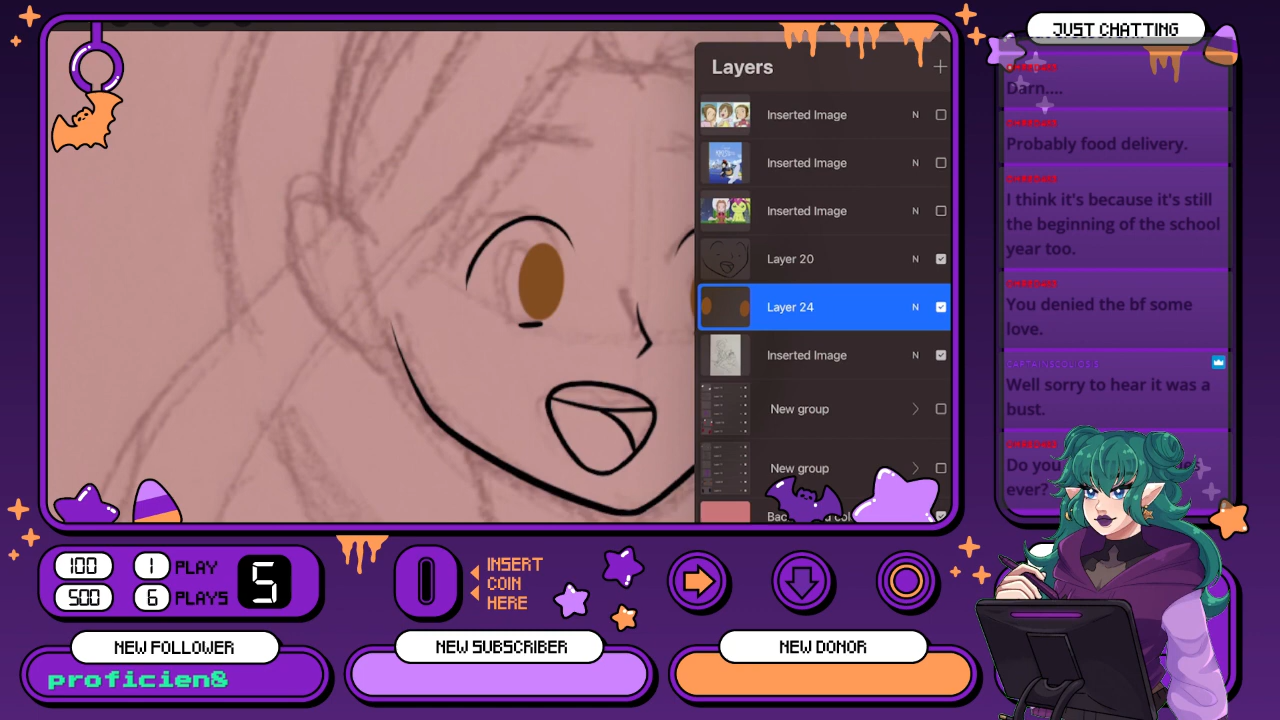 JUST CHATTING
Layers
Inserted Image N
Inserted Image N
Inserted Image N
Layer 20 N
Layer 24 N
Inserted Image N
New group
New group
Darn....
Probably food delivery.
I think it's because it's still
the beginning of the school
year too.
You denied the bf some
love.
Well sorry to hear it was a
bust.
Do you
ever?
100 1 PLAY
500 6 PLAYS
5
INSERT
COIN
HERE
NEW FOLLOWER
proficien8
NEW SUBSCRIBER
NEW DONOR